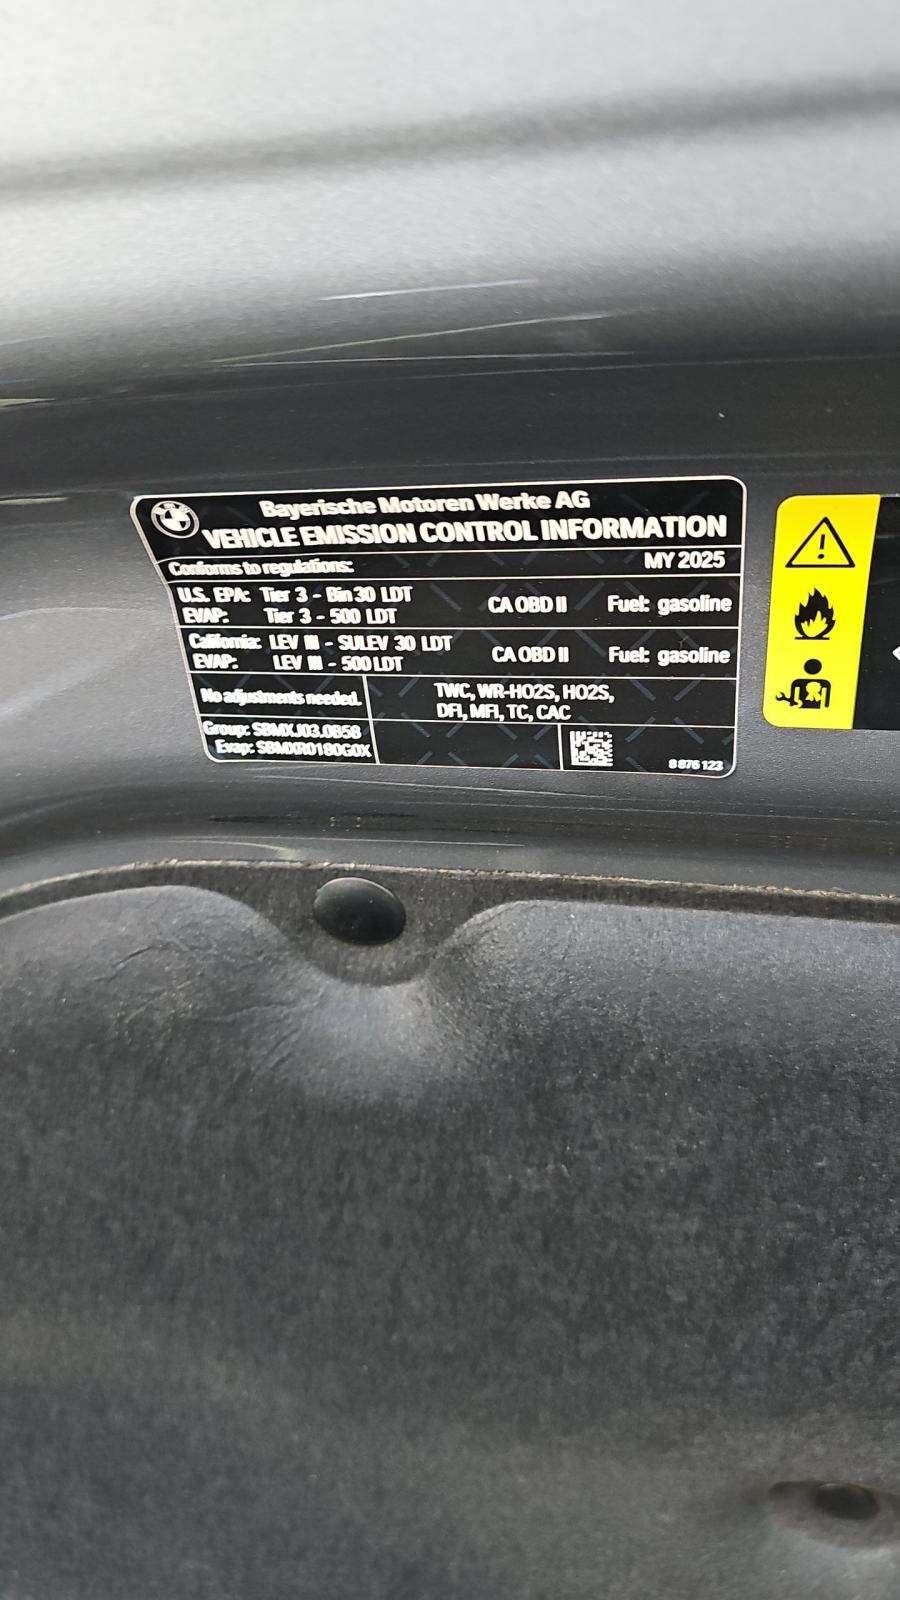 Bayerische Motoren Werke AG
VEHICLE EMISSION CONTROL INFORMATION
Conforms to regulations: MY 2025
U.S. EPA: Tier 3 - Bin 30 LDT CA OBD II Fuel: gasoline
EVAP: Tier 3 - 500 LDT
California: LEV III - SULEV 30 LDT CA OBD II Fuel: gasoline
EVAP: LEV III - 500 LDT
No adjustments needed. TWC, WR-HO2S, HO2S,
DFI, MFI, TC, CAC
Group: SBMXJ03.0B58
Evap: SBMXR0180G0X
8 876 123